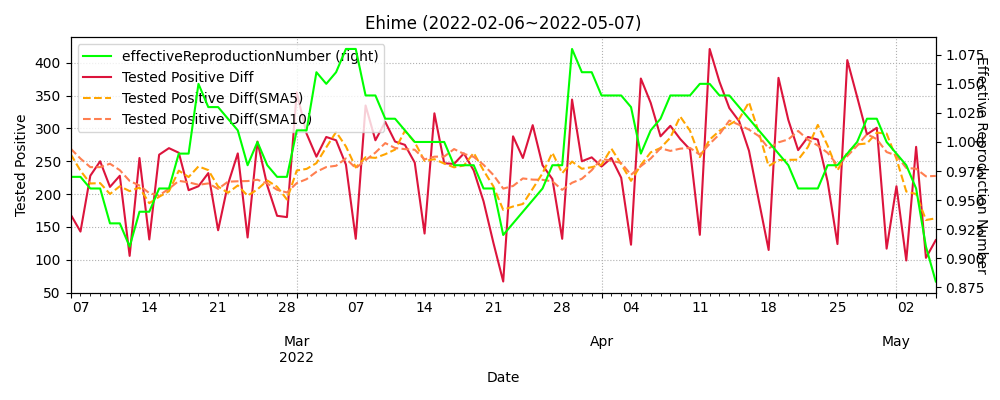 Ehime (2022-02-06~2022-05-07)
effectiveReproductionNumber (right)
Tested Positive Diff
Tested Positive Diff(SMA5)
Tested Positive Diff(SMA10)
Tested Positive
400
350
300
250
200
150
100
50
1.075
1.050
1.025
1.000
0.975
0.950
0.925
0.900
0.875
Effective Reproduction Number
07 14 21 28 07 14 21 28 04 11 18 25 02
Mar Apr May
2022
Date